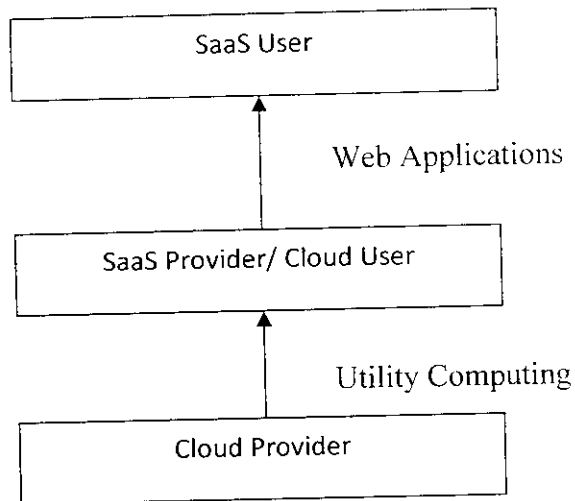 SaaS User
Web Applications
SaaS Provider/ Cloud User
Utility Computing
Cloud Provider